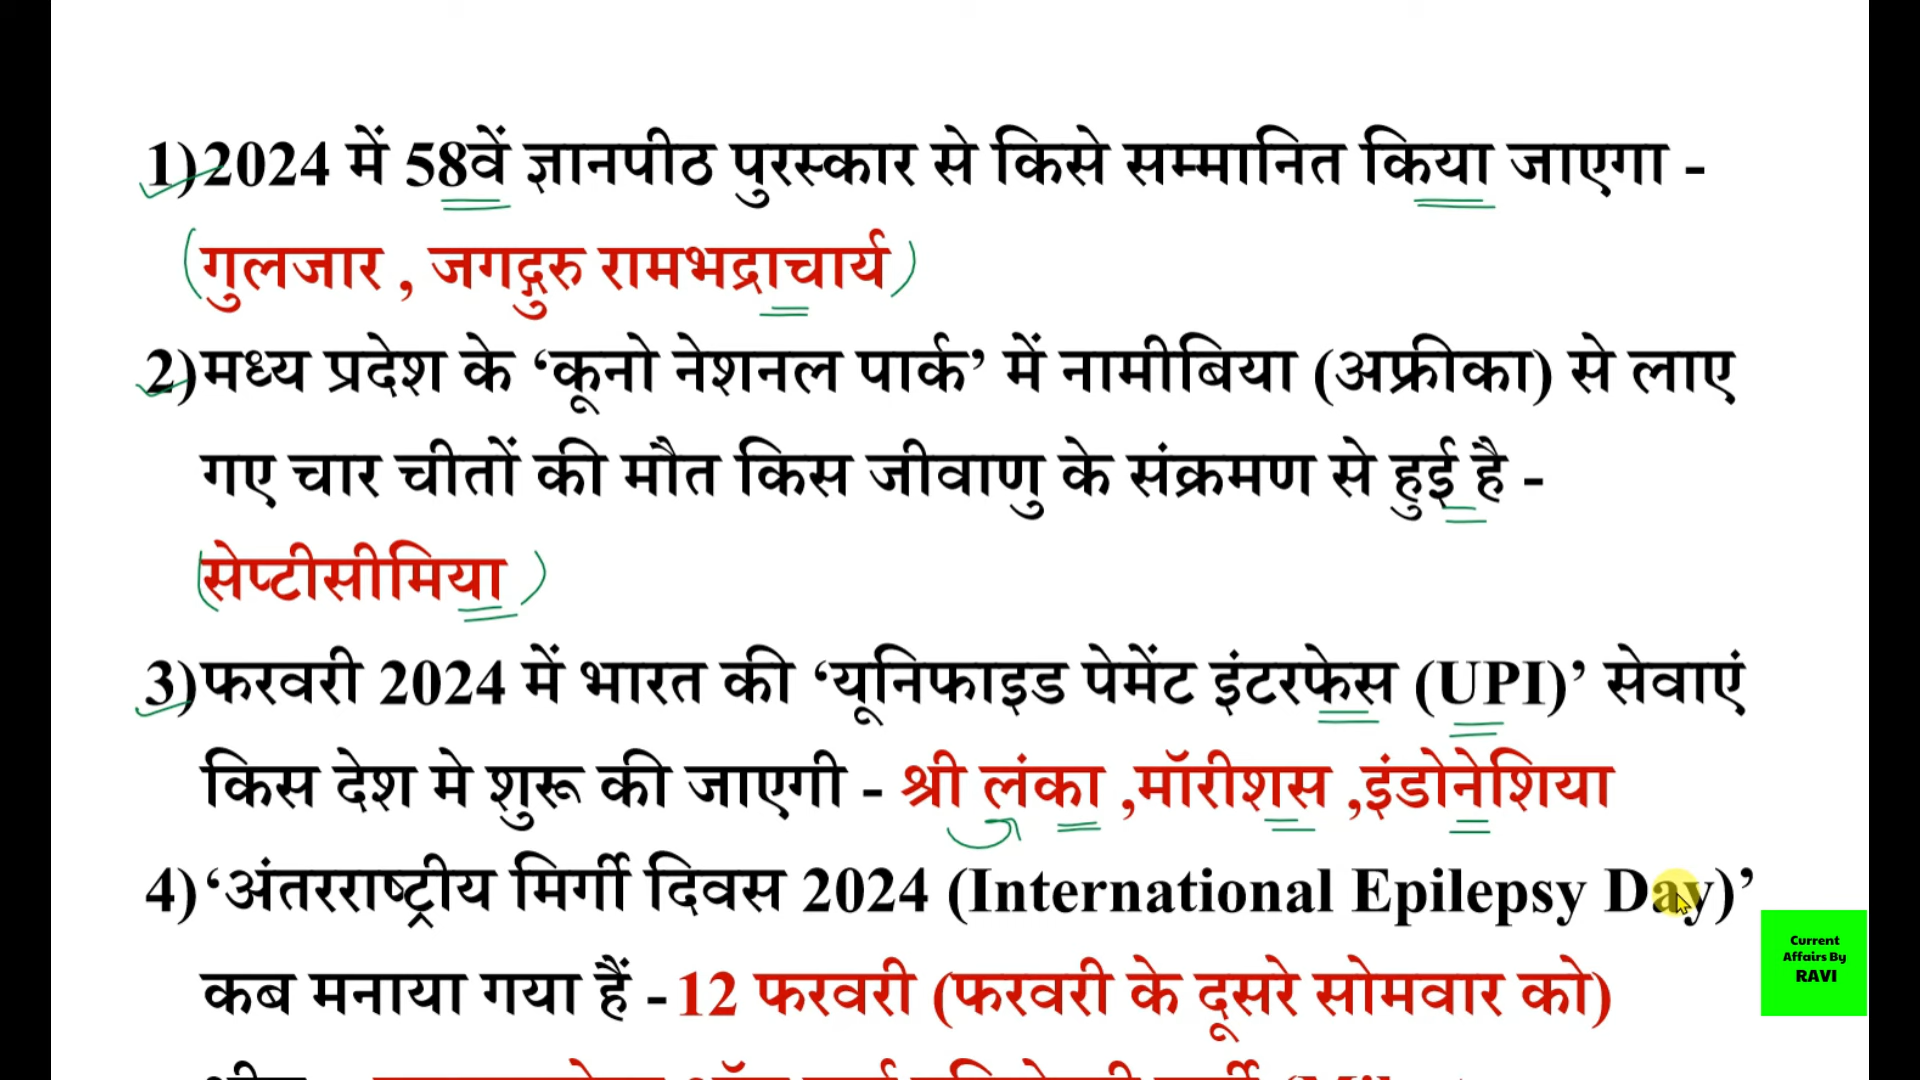 1)2024 में 58वें ज्ञानपीठ पुरस्कार से किसे सम्मानित किया जाएगा -
(गुलजार , जगद्गुरु रामभद्राचार्य)
2)मध्य प्रदेश के ‘कूनो नेशनल पार्क’ में नामीबिया (अफ्रीका) से लाए
गए चार चीतों की मौत किस जीवाणु के संक्रमण से हुई है -
(सेप्टीसीमिया)
3)फरवरी 2024 में भारत की ‘यूनिफाइड पेमेंट इंटरफेस (UPI)’ सेवाएं
किस देश मे शुरू की जाएगी - श्री लंका ,मॉरीशस ,इंडोनेशिया
4)‘अंतरराष्ट्रीय मिर्गी दिवस 2024 (International Epilepsy Day)’
कब मनाया गया हैं - 12 फरवरी (फरवरी के दूसरे सोमवार को)
Current
Affairs By
RAVI